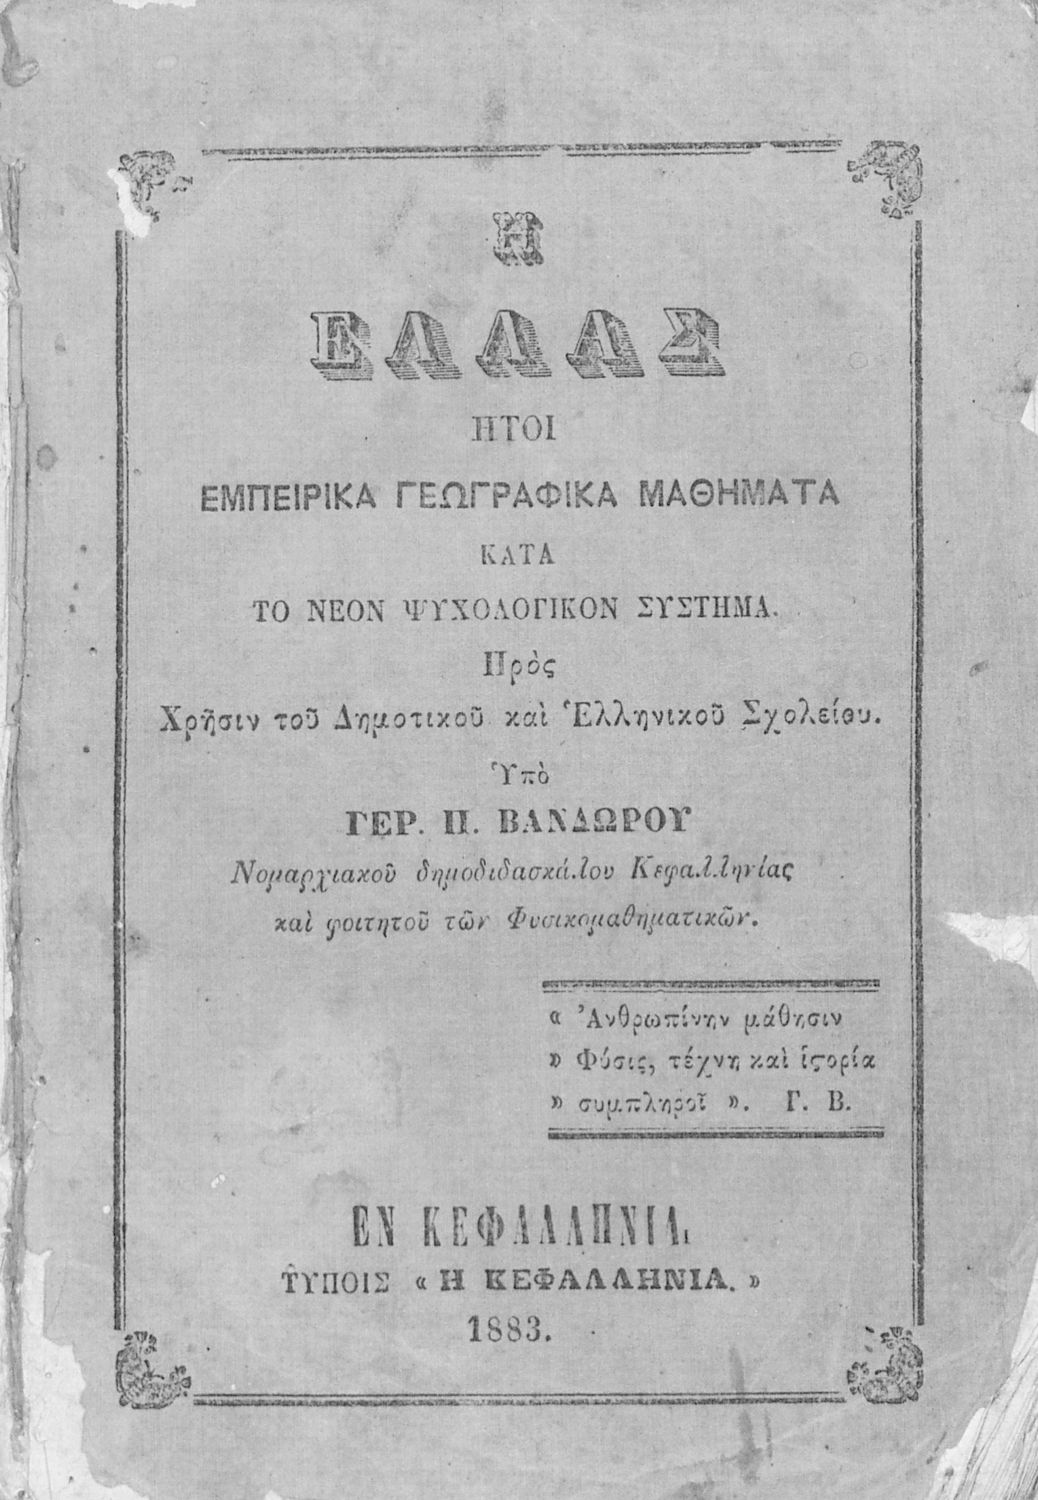 Η
ΕΛΛΑΣ
ΗΤΟΙ
ΕΜΠΕΙΡΙΚΑ ΓΕΩΓΡΑΦΙΚΑ ΜΑΘΗΜΑΤΑ
ΚΑΤΑ
ΤΟ ΝΕΟΝ ΨΥΧΟΛΟΓΙΚΟΝ ΣΥΣΤΗΜΑ.
Πρὸς
Χρῆσιν τοῦ Δημοτικοῦ καὶ Ἑλληνικοῦ Σχολείου.
Ὑπὸ
ΓΕΡ. Π. ΒΑΝΔΩΡΟΥ
Νομαρχιακοῦ δημοδιδασκάλου Κεφαλληνίας
καὶ φοιτητοῦ τῶν Φυσικομαθηματικῶν.
« Ἀνθρωπίνην μάθησιν
» Φύσις, τέχνη καὶ ἱϛορία
» συμπληροῖ ». Γ. Β.
ΕΝ ΚΕΦΑΛΛΗΝΙΑι
ΤΥΠΟΙΣ « Η ΚΕΦΑΛΛΗΝΙΑ. »
1883.